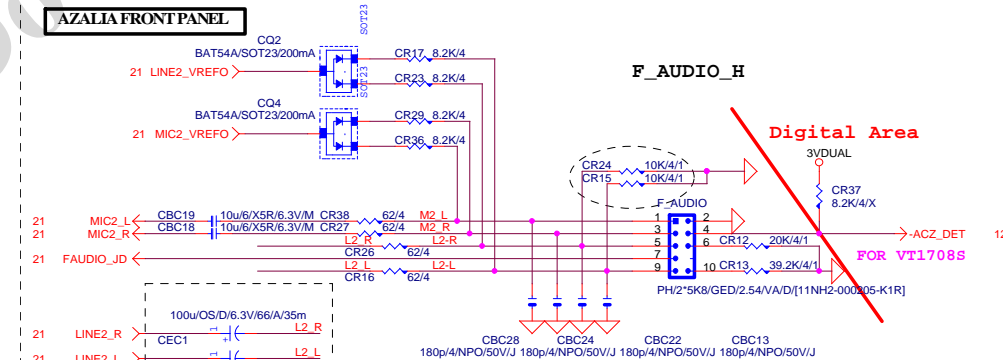 AZALIA FRONT PANEL
SOT23
CQ2
BAT54A/SOT23/200mA
21 LINE2_VREFO
CR17 8.2K/4
SOT23
CR23 8.2K/4
F_AUDIO_H
CQ4
BAT54A/SOT23/200mA
21 MIC2_VREFO
CR29 8.2K/4
CR36 8.2K/4
Digital Area
3VDUAL
CR24 10K/4/1
CR15 10K/4/1
CR37
8.2K/4/X
F_AUDIO
21 MIC2_L CBC19 10u/6/X5R/6.3V/M CR38 62/4 M2_L
21 MIC2_R CBC18 10u/6/X5R/6.3V/M CR27 62/4 M2_R
L2_R CR26 62/4 L2-R
21 FAUDIO_JD
L2_L CR16 62/4 L2-L
1 2
3 4
5 6 CR12 20K/4/1
7
9 10 CR13 39.2K/4/1
-ACZ_DET 12
FOR VT1708S
PH/2*5K8/GED/2.54/VA/D/[11NH2-000205-K1R]
100u/OS/D/6.3V/66/A/35m
21 LINE2_R CEC1 1 + L2_R
21 LINE2_L 1 L2_L
CBC28 CBC24 CBC22 CBC13
180p/4/NPO/50V/J 180p/4/NPO/50V/J 180p/4/NPO/50V/J 180p/4/NPO/50V/J